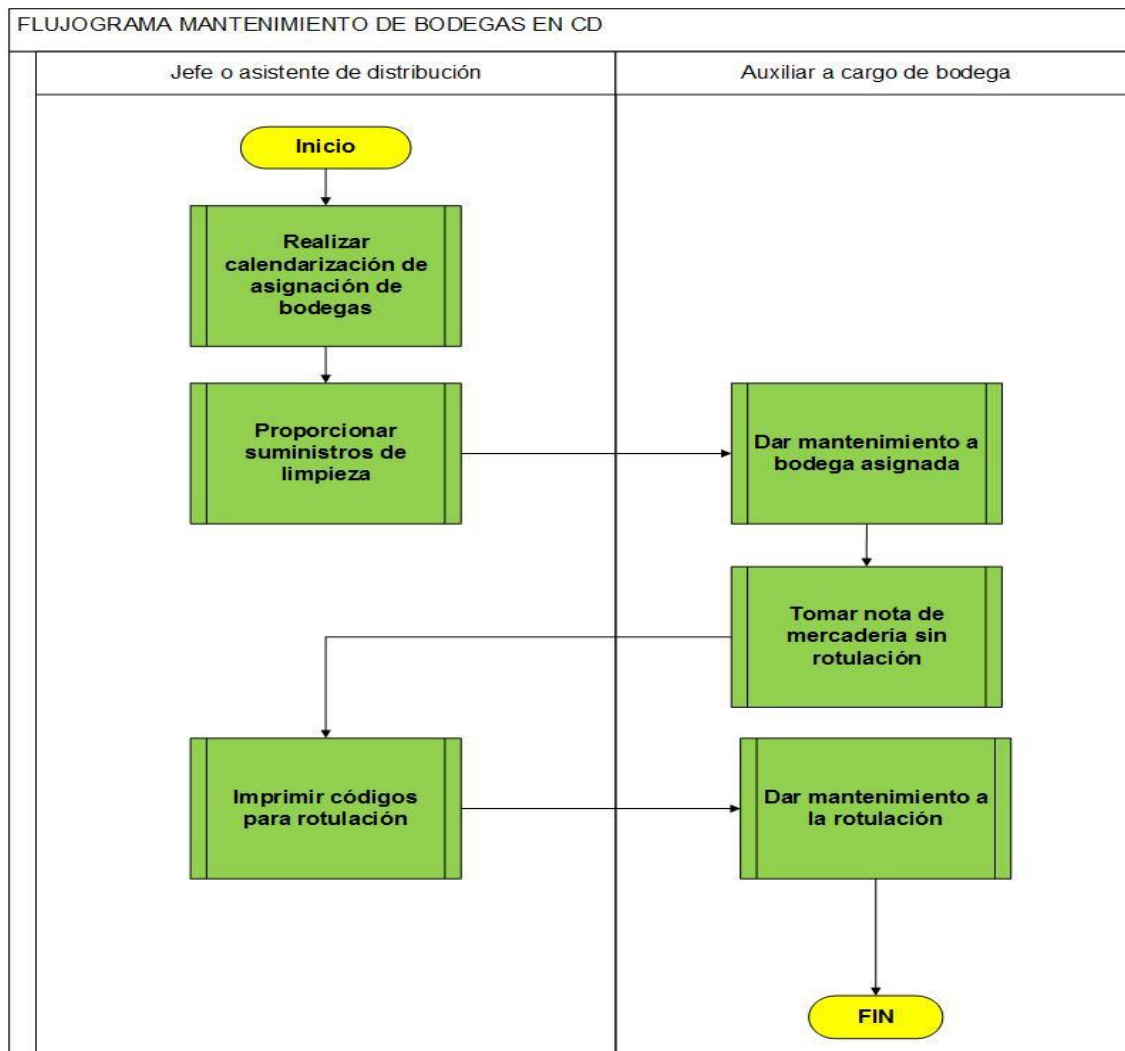 FLUJOGRAMA MANTENIMIENTO DE BODEGAS EN CD
Jefe o asistente de distribución
Auxiliar a cargo de bodega
Inicio
Realizar
calendarización de
asignación de
bodegas
Proporcionar
suministros de
limpieza
Dar mantenimiento a
bodega asignada
Tomar nota de
mercadería sin
rotulación
Imprimir códigos
para rotulación
Dar mantenimiento a
la rotulación
FIN